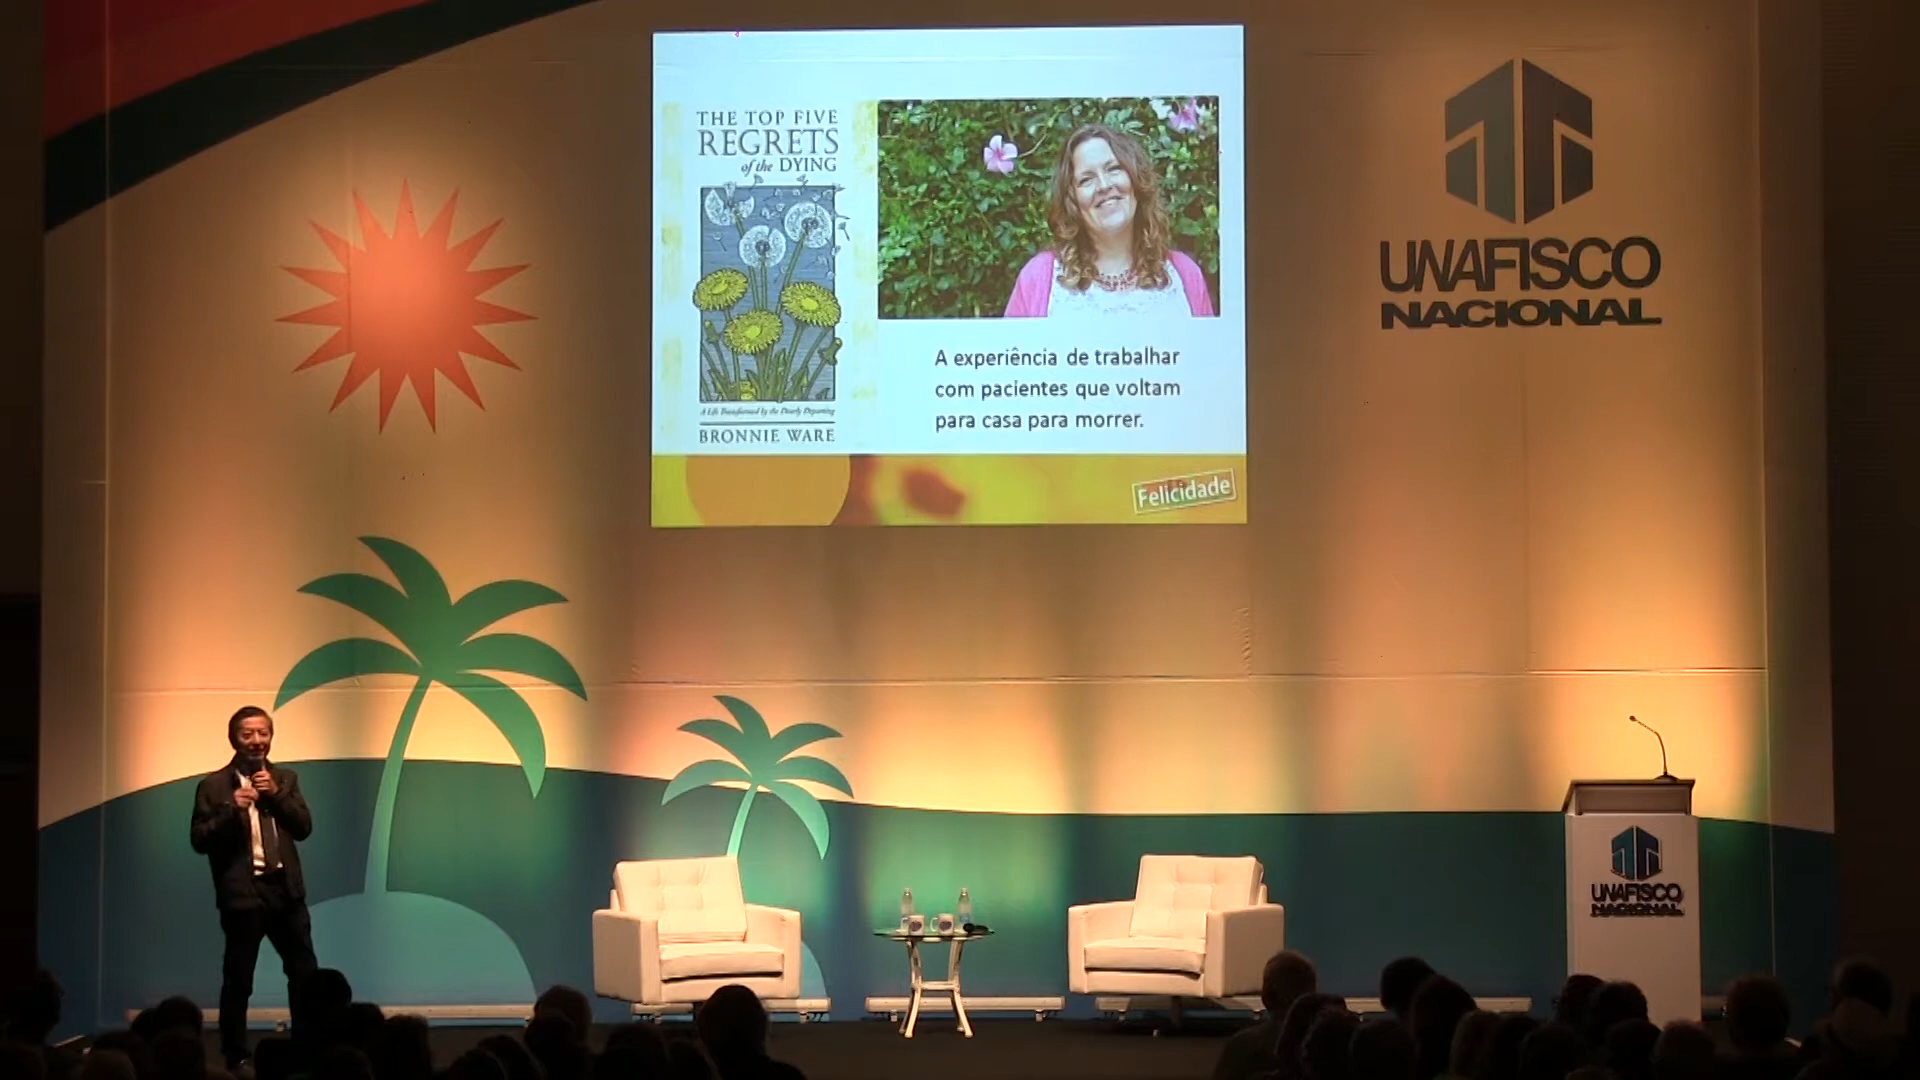 THE TOP FIVE
REGRETS
of the DYING
A Life Transformed by the Dearly Departing
BRONNIE WARE
A experiência de trabalhar
com pacientes que voltam
para casa para morrer.
Felicidade
UNAFISCO
NACIONAL
UNAFISCO
NACIONAL